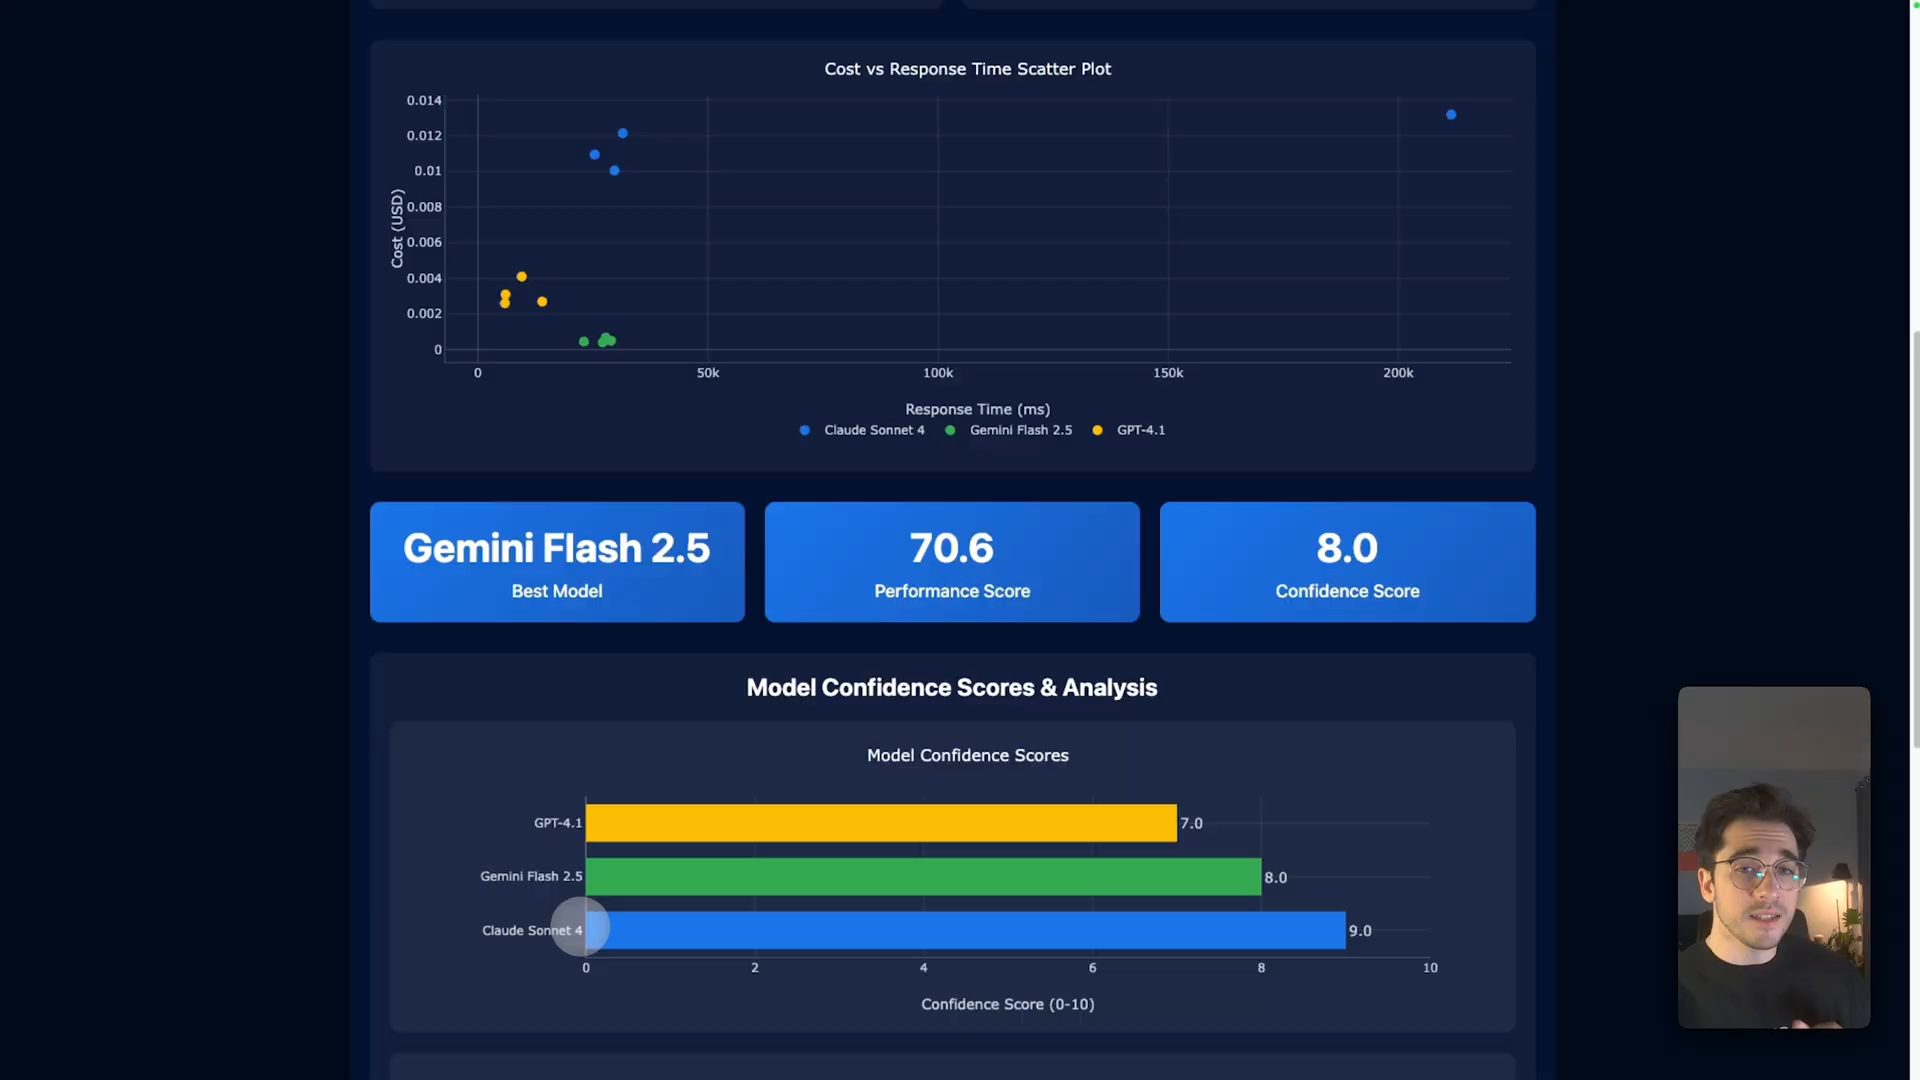 Cost vs Response Time Scatter Plot
0.014
0.012
0.01
0.008
0.006
0.004
0.002
0
Cost (USD)
0 50k 100k 150k 200k
Response Time (ms)
Claude Sonnet 4 Gemini Flash 2.5 GPT-4.1
Gemini Flash 2.5
Best Model
70.6
Performance Score
8.0
Confidence Score
Model Confidence Scores & Analysis
Model Confidence Scores
GPT-4.1 7.0
Gemini Flash 2.5 8.0
Claude Sonnet 4 9.0
0 2 4 6 8 10
Confidence Score (0-10)